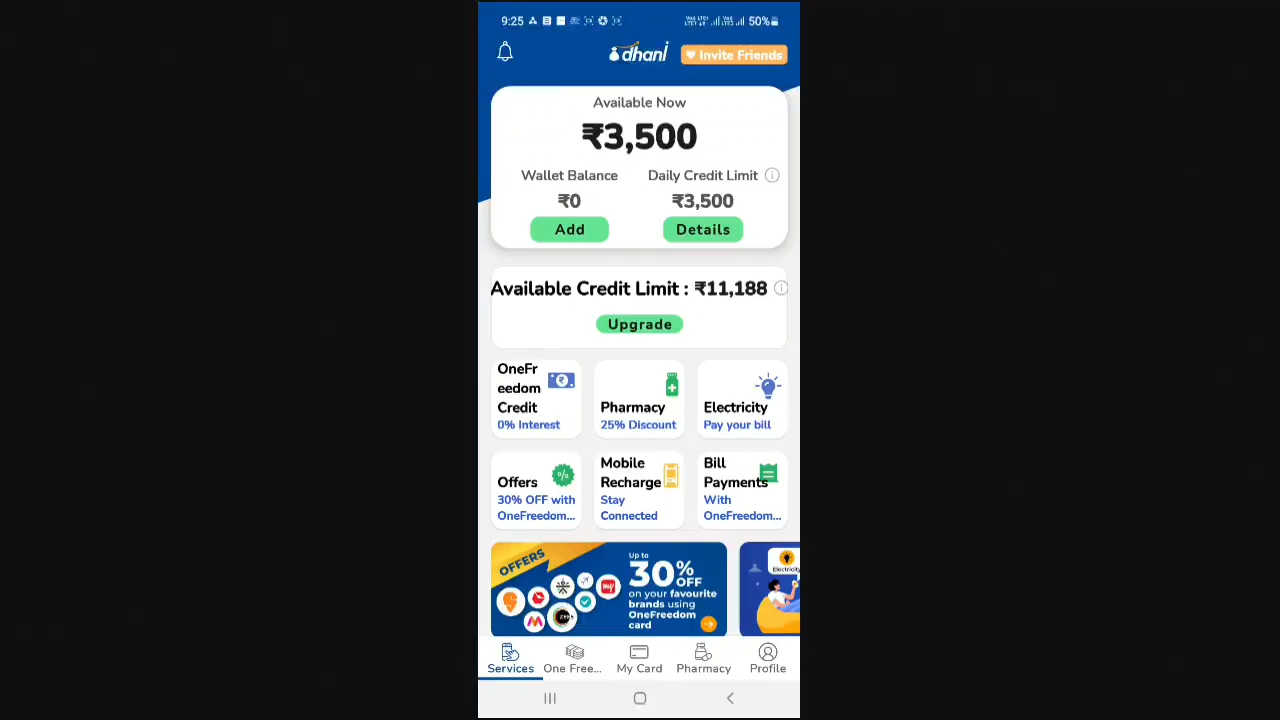 9:25 50%
dhani Invite Friends
Available Now
₹3,500
Wallet Balance Daily Credit Limit
₹0 ₹3,500
Add Details
Available Credit Limit : ₹11,188
Upgrade
OneFr
eedom
Credit
0% Interest
Pharmacy
25% Discount
Electricity
Pay your bill
Offers
30% OFF with
OneFreedom...
Mobile
Recharge
Stay
Connected
Bill
Payments
With
OneFreedom...
OFFERS
Up to
30% OFF
on your favourite
brands using
OneFreedom
card
Electricity
Services One Free... My Card Pharmacy Profile